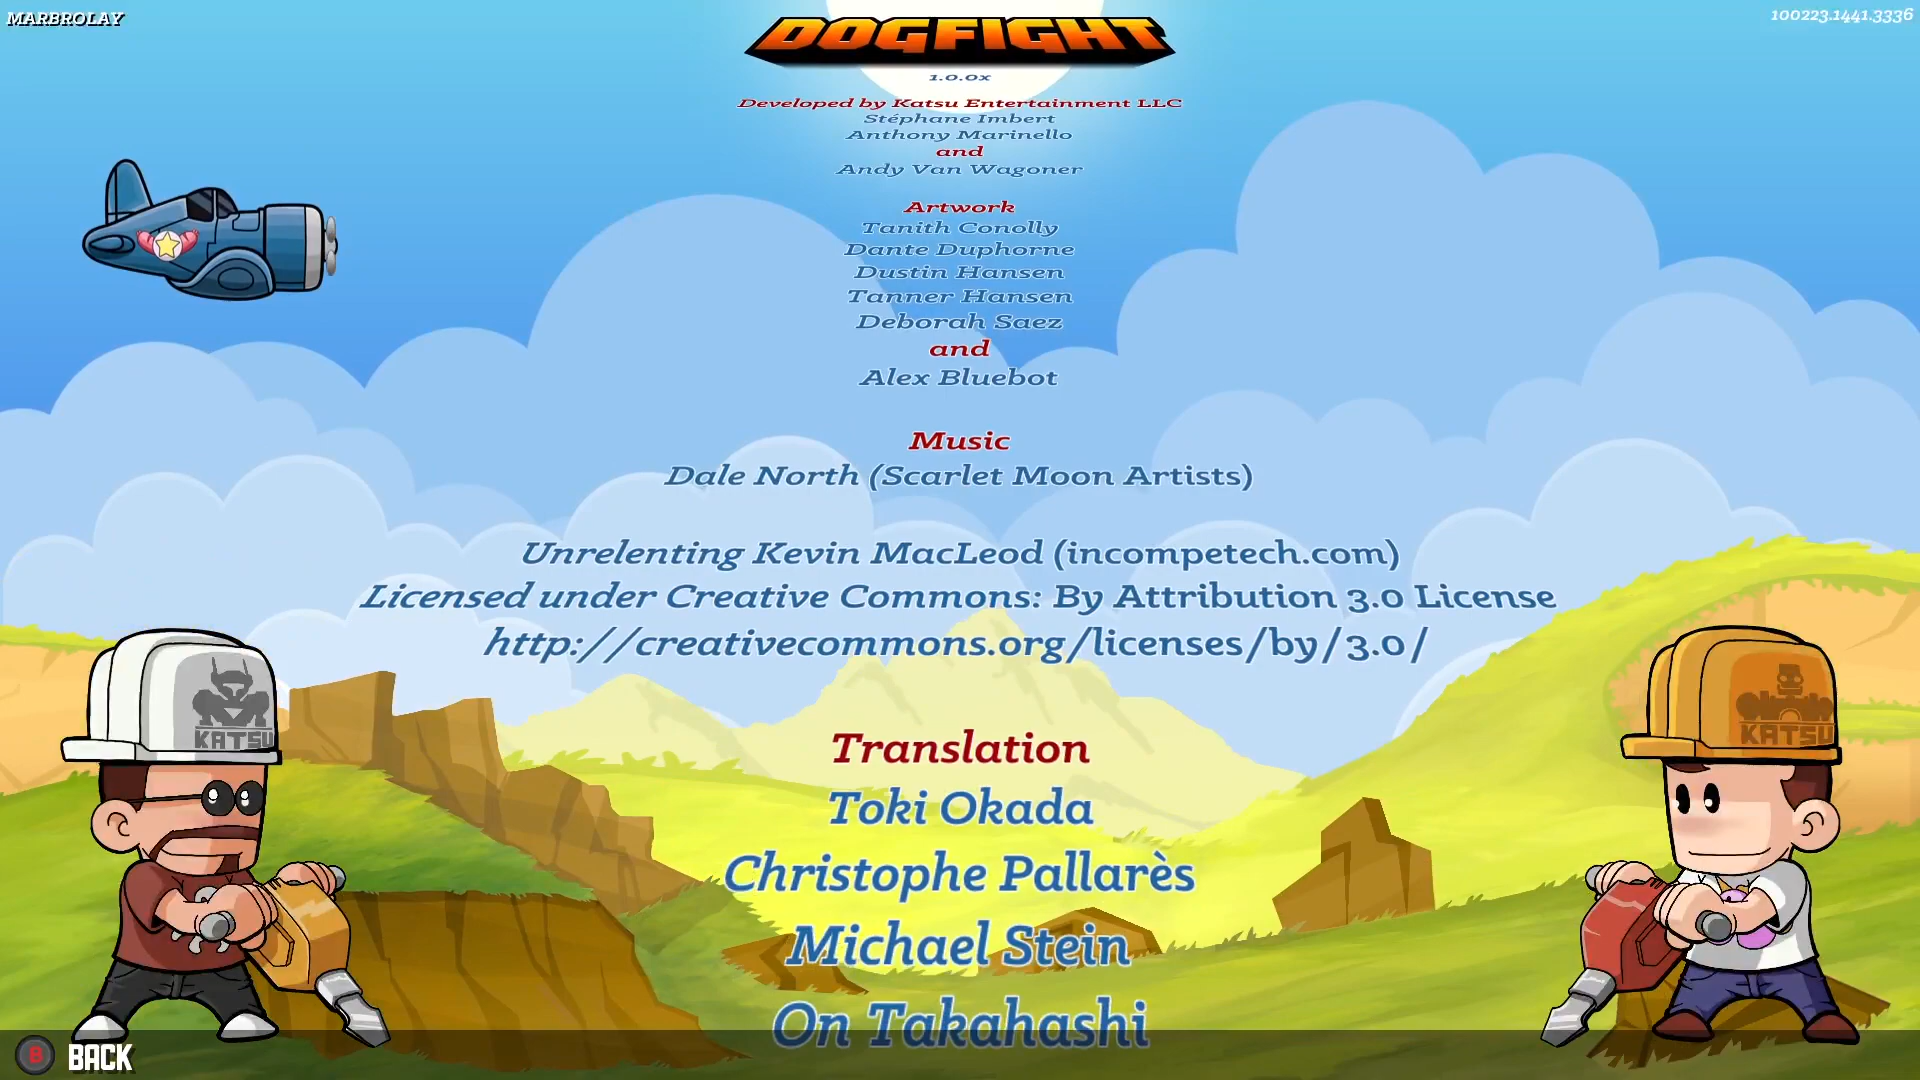 MARBROLAY
100223.1441.3336
DOGFIGHT
1.0.0x
Developed by Katsu Entertainment LLC
Stéphane Imbert
Anthony Marinello
and
Andy Van Wagoner
Artwork
Tanith Conolly
Dante Duphorne
Dustin Hansen
Tanner Hansen
Deborah Saez
and
Alex Bluebot
Music
Dale North (Scarlet Moon Artists)
Unrelenting Kevin MacLeod (incompetech.com)
Licensed under Creative Commons: By Attribution 3.0 License
http://creativecommons.org/licenses/by/3.0/
KATSU
KATSU
Translation
Toki Okada
Christophe Pallarès
Michael Stein
On Takahashi
B BACK